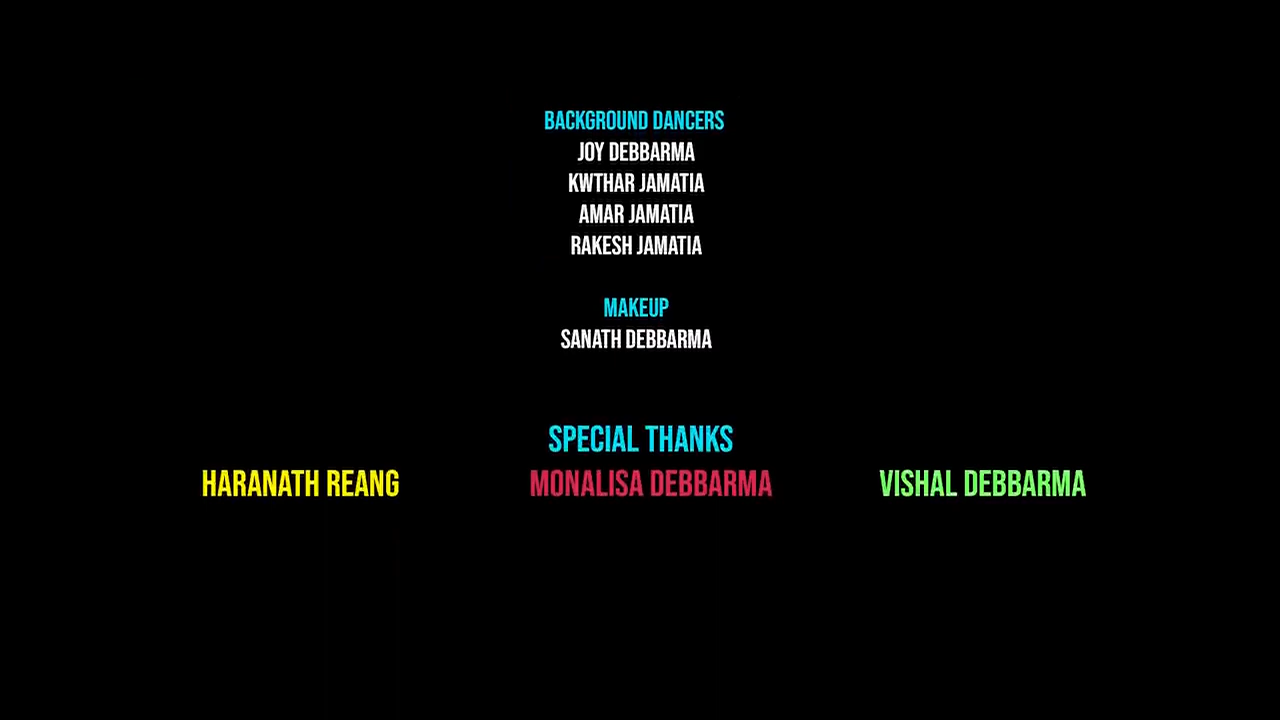 BACKGROUND DANCERS
JOY DEBBARMA
KWTHAR JAMATIA
AMAR JAMATIA
RAKESH JAMATIA
MAKEUP
SANATH DEBBARMA
SPECIAL THANKS
HARANATH REANG MONALISA DEBBARMA VISHAL DEBBARMA